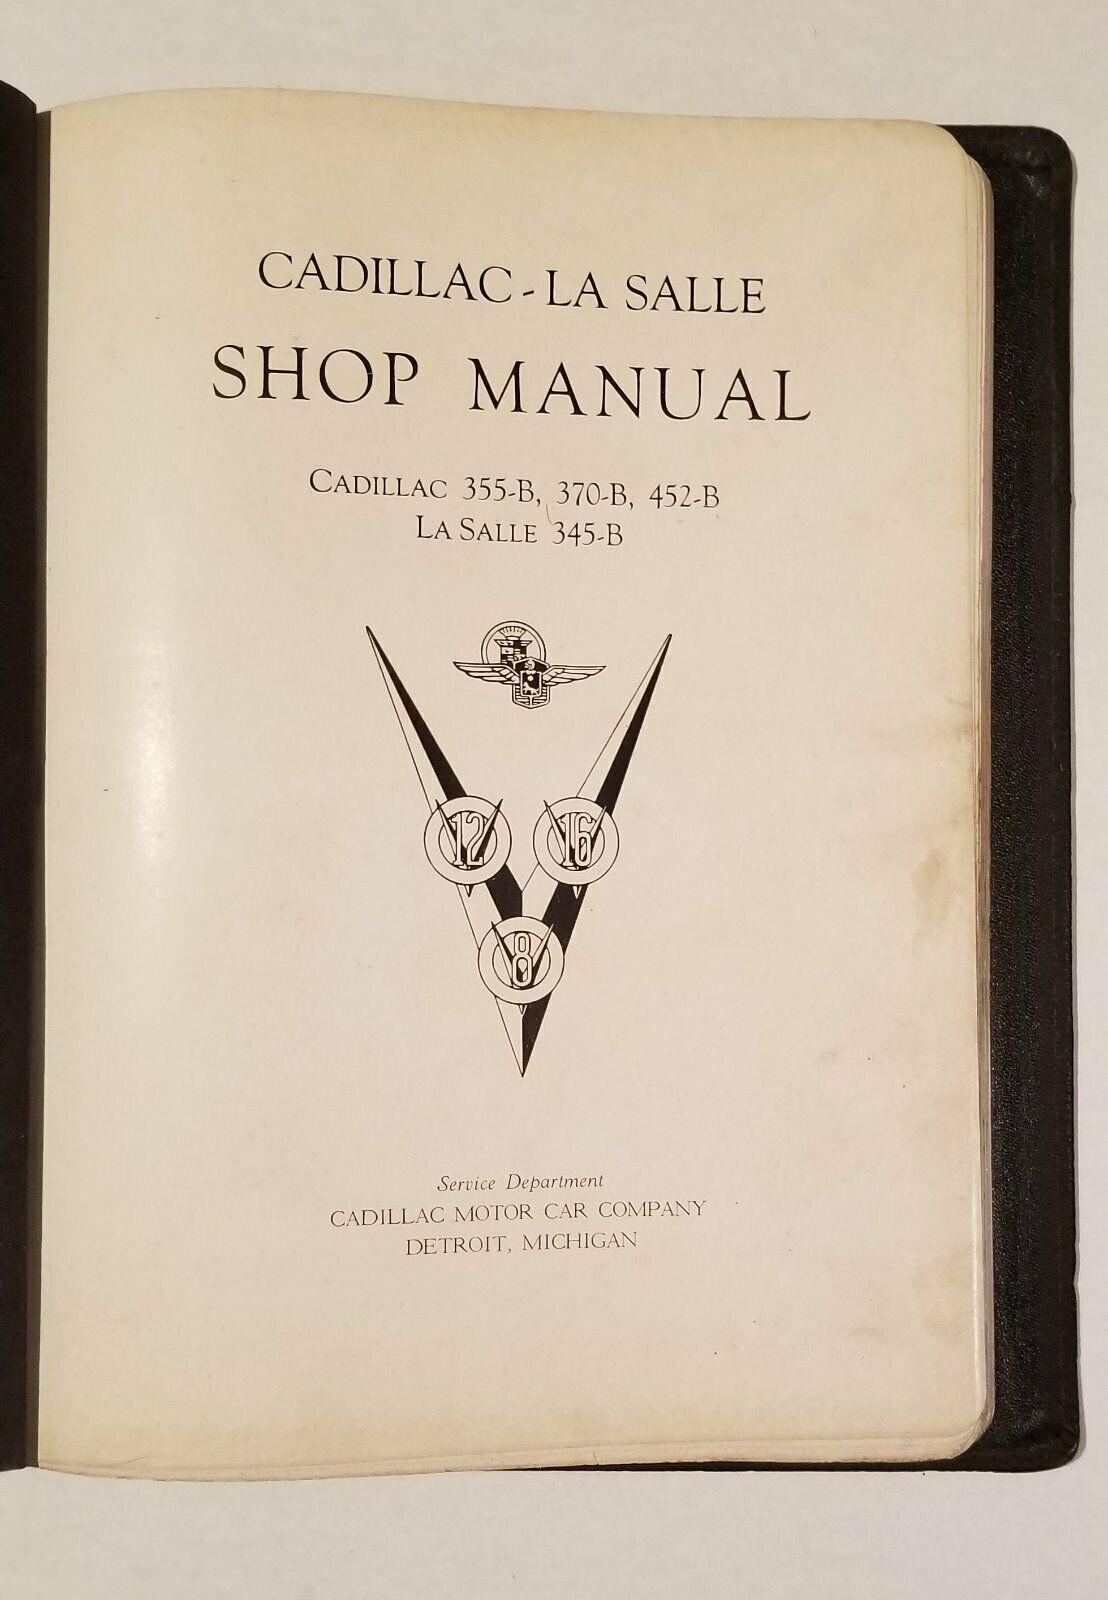 CADILLAC-LA SALLE
SHOP MANUAL
CADILLAC 355-B, 370-B, 452-B
LA SALLE 345-B
12
16
8
Service Department
CADILLAC MOTOR CAR COMPANY
DETROIT, MICHIGAN